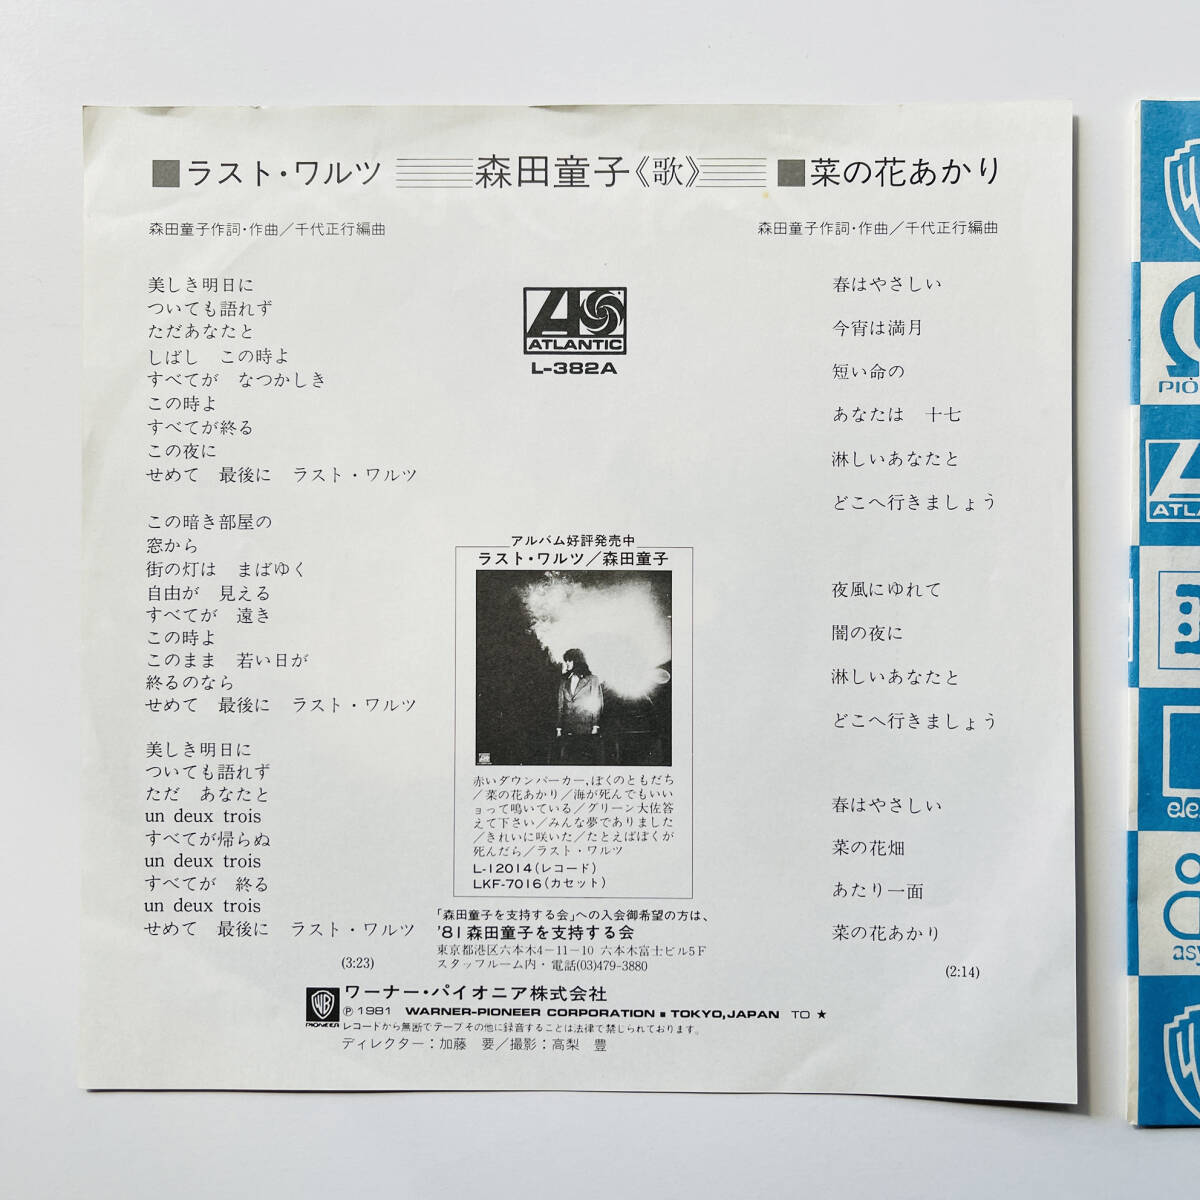 ■ラスト・ワルツ
森田童子《歌》
■菜の花あかり
森田童子作詞・作曲／千代正行編曲
森田童子作詞・作曲／千代正行編曲
美しき明日に
ついても語れず
ただあなたと
しばし　この時よ
すべてが　なつかしき
この時よ
すべてが終る
この夜に
せめて　最後に　ラスト・ワルツ
この暗き部屋の
窓から
街の灯は　まばゆく
自由が　見える
すべてが　遠き
この時よ
このまま　若い日が
終るのなら
せめて　最後に　ラスト・ワルツ
美しき明日に
ついても語れず
ただ　あなたと
un deux trois
すべてが帰らぬ
un deux trois
すべてが　終る
un deux trois
せめて　最後に　ラスト・ワルツ
(3:23)
ATLANTIC
L-382A
アルバム好評発売中
ラスト・ワルツ／森田童子
赤いダウンパーカー，ぼくのともだち
／菜の花あかり／海が死んでもいい
ョって鳴いている／グリーン大佐答
えて下さい／みんな夢でありました
／きれいに咲いた／たとえばぼくが
死んだら／ラスト・ワルツ
L-12014(レコード)
LKF-7016(カセット)
「森田童子を支持する会」への入会御希望の方は、
'81森田童子を支持する会
東京都港区六本木4-11-10 六本木富士ビル5F
スタッフルーム内・電話(03)479-3880
春はやさしい
今宵は満月
短い命の
あなたは　十七
淋しいあなたと
どこへ行きましょう
夜風にゆれて
闇の夜に
淋しいあなたと
どこへ行きましょう
春はやさしい
菜の花畑
あたり一面
菜の花あかり
(2:14)
PIONEER
ワーナー・パイオニア株式会社
℗1981 WARNER-PIONEER CORPORATION ■ TOKYO, JAPAN TO ★
レコードから無断でテープその他に録音することは法律で禁じられております。
ディレクター：加藤　要／撮影：高梨　豊